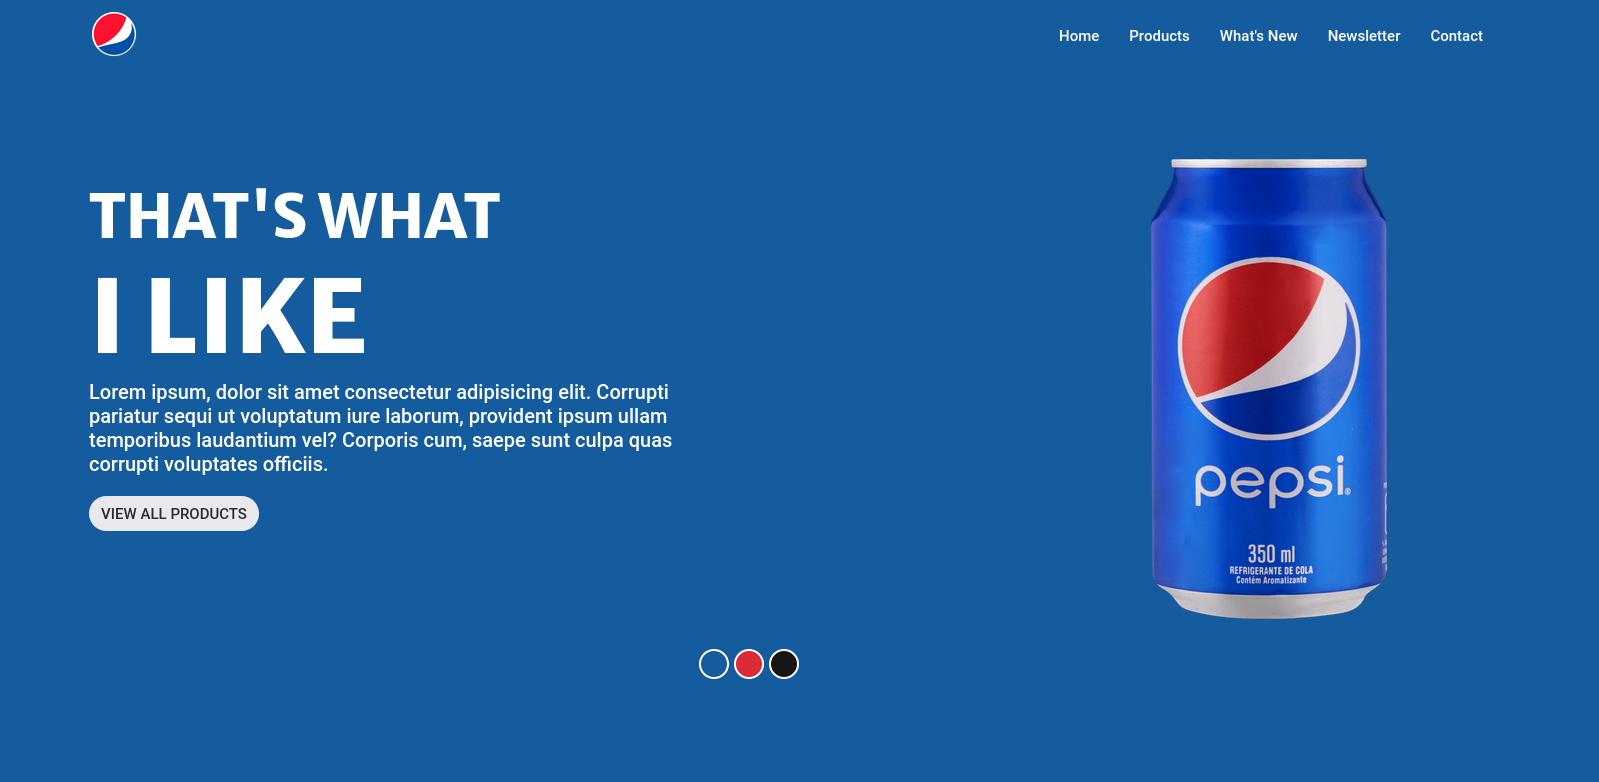 Home Products What's New Newsletter Contact
THAT'S WHAT
I LIKE
Lorem ipsum, dolor sit amet consectetur adipisicing elit. Corrupti
pariatur sequi ut voluptatum iure laborum, provident ipsum ullam
temporibus laudantium vel? Corporis cum, saepe sunt culpa quas
corrupti voluptates officiis.
VIEW ALL PRODUCTS
pepsi®
350 ml
REFRIGERANTE DE COLA
Contém Aromatizante